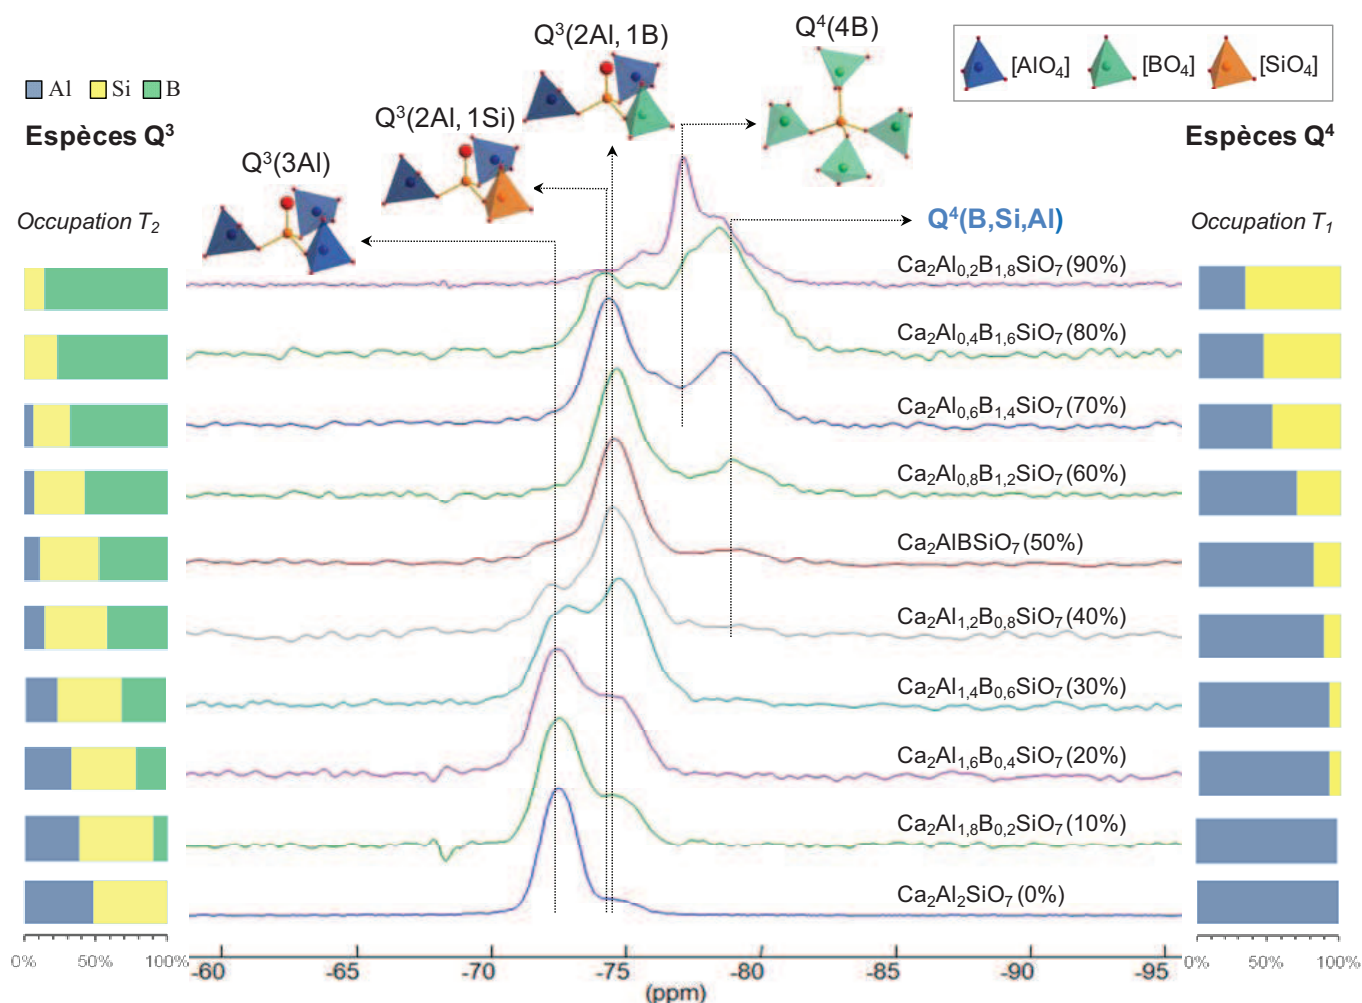 Q³(2Al, 1B)
Q⁴(4B)
[AlO₄]
[BO₄]
[SiO₄]
Al
Si
B
Espèces Q³
Q³(2Al, 1Si)
Espèces Q⁴
Q³(3Al)
Q⁴(B,Si,Al)
Occupation T₂
Occupation T₁
Ca₂Al₀,₂B₁,₈SiO₇ (90%)
Ca₂Al₀,₄B₁,₆SiO₇ (80%)
Ca₂Al₀,₆B₁,₄SiO₇ (70%)
Ca₂Al₀,₈B₁,₂SiO₇ (60%)
Ca₂AlBSiO₇ (50%)
Ca₂Al₁,₂B₀,₈SiO₇ (40%)
Ca₂Al₁,₄B₀,₆SiO₇ (30%)
Ca₂Al₁,₆B₀,₄SiO₇ (20%)
Ca₂Al₁,₈B₀,₂SiO₇ (10%)
Ca₂Al₂SiO₇ (0%)
0% 50% 100%
-60 -65 -70 -75 -80 -85 -90 -95
0% 50% 100%
(ppm)